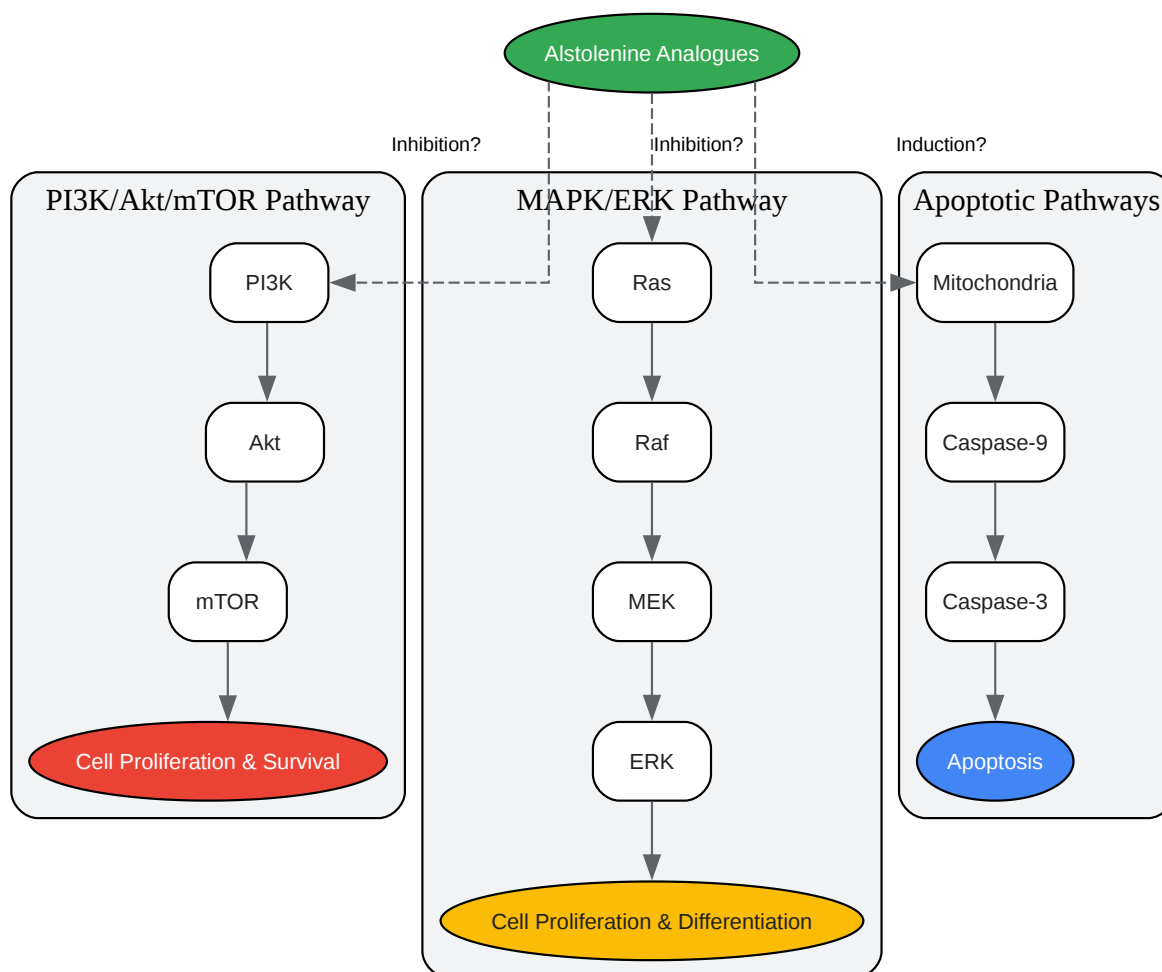 Alstolenine Analogues
Inhibition?
Inhibition?
Induction?
PI3K/Akt/mTOR Pathway
MAPK/ERK Pathway
Apoptotic Pathways
PI3K
Ras
Mitochondria
Akt
Raf
Caspase-9
mTOR
MEK
Caspase-3
Cell Proliferation & Survival
ERK
Apoptosis
Cell Proliferation & Differentiation